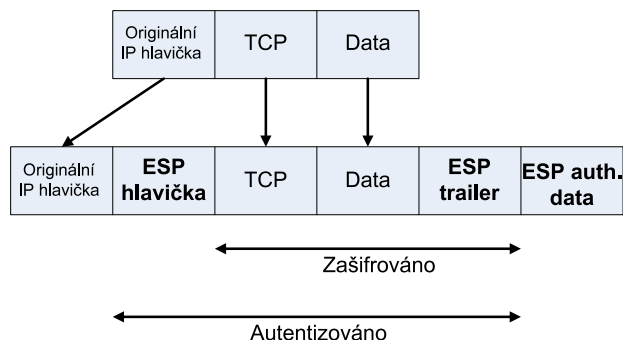 Originální
IP hlavička
TCP
Data
Originální
IP hlavička
ESP
hlavička
TCP
Data
ESP
trailer
ESP auth.
data
Zašifrováno
Autentizováno